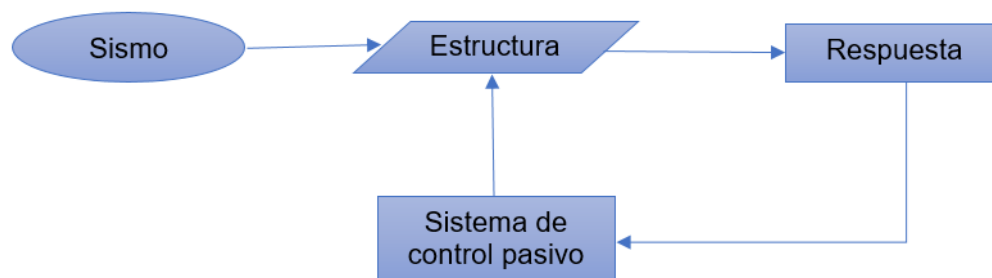 Sismo
Estructura
Respuesta
Sistema de
control pasivo